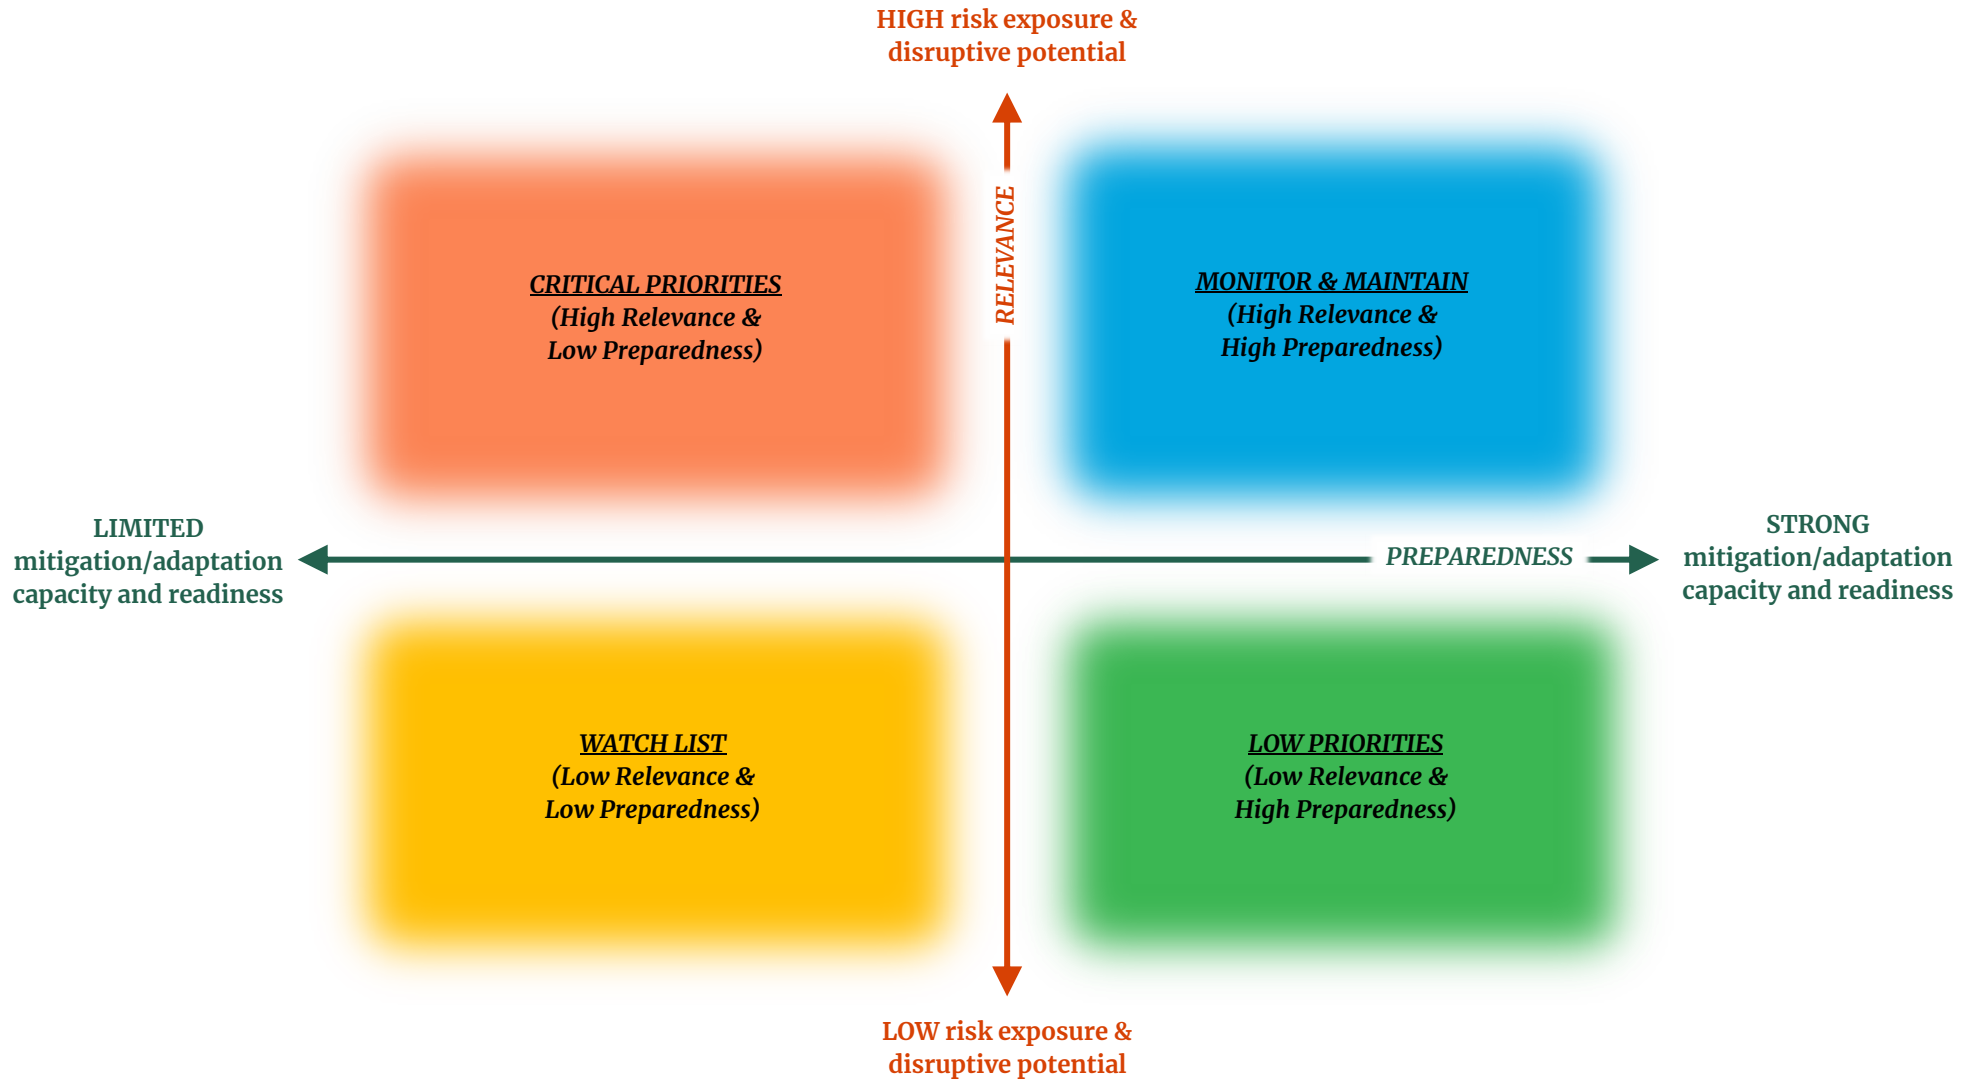 HIGH risk exposure &
disruptive potential
RELEVANCE
CRITICAL PRIORITIES
(High Relevance &
Low Preparedness)
MONITOR & MAINTAIN
(High Relevance &
High Preparedness)
LIMITED
mitigation/adaptation
capacity and readiness
PREPAREDNESS
STRONG
mitigation/adaptation
capacity and readiness
WATCH LIST
(Low Relevance &
Low Preparedness)
LOW PRIORITIES
(Low Relevance &
High Preparedness)
LOW risk exposure &
disruptive potential